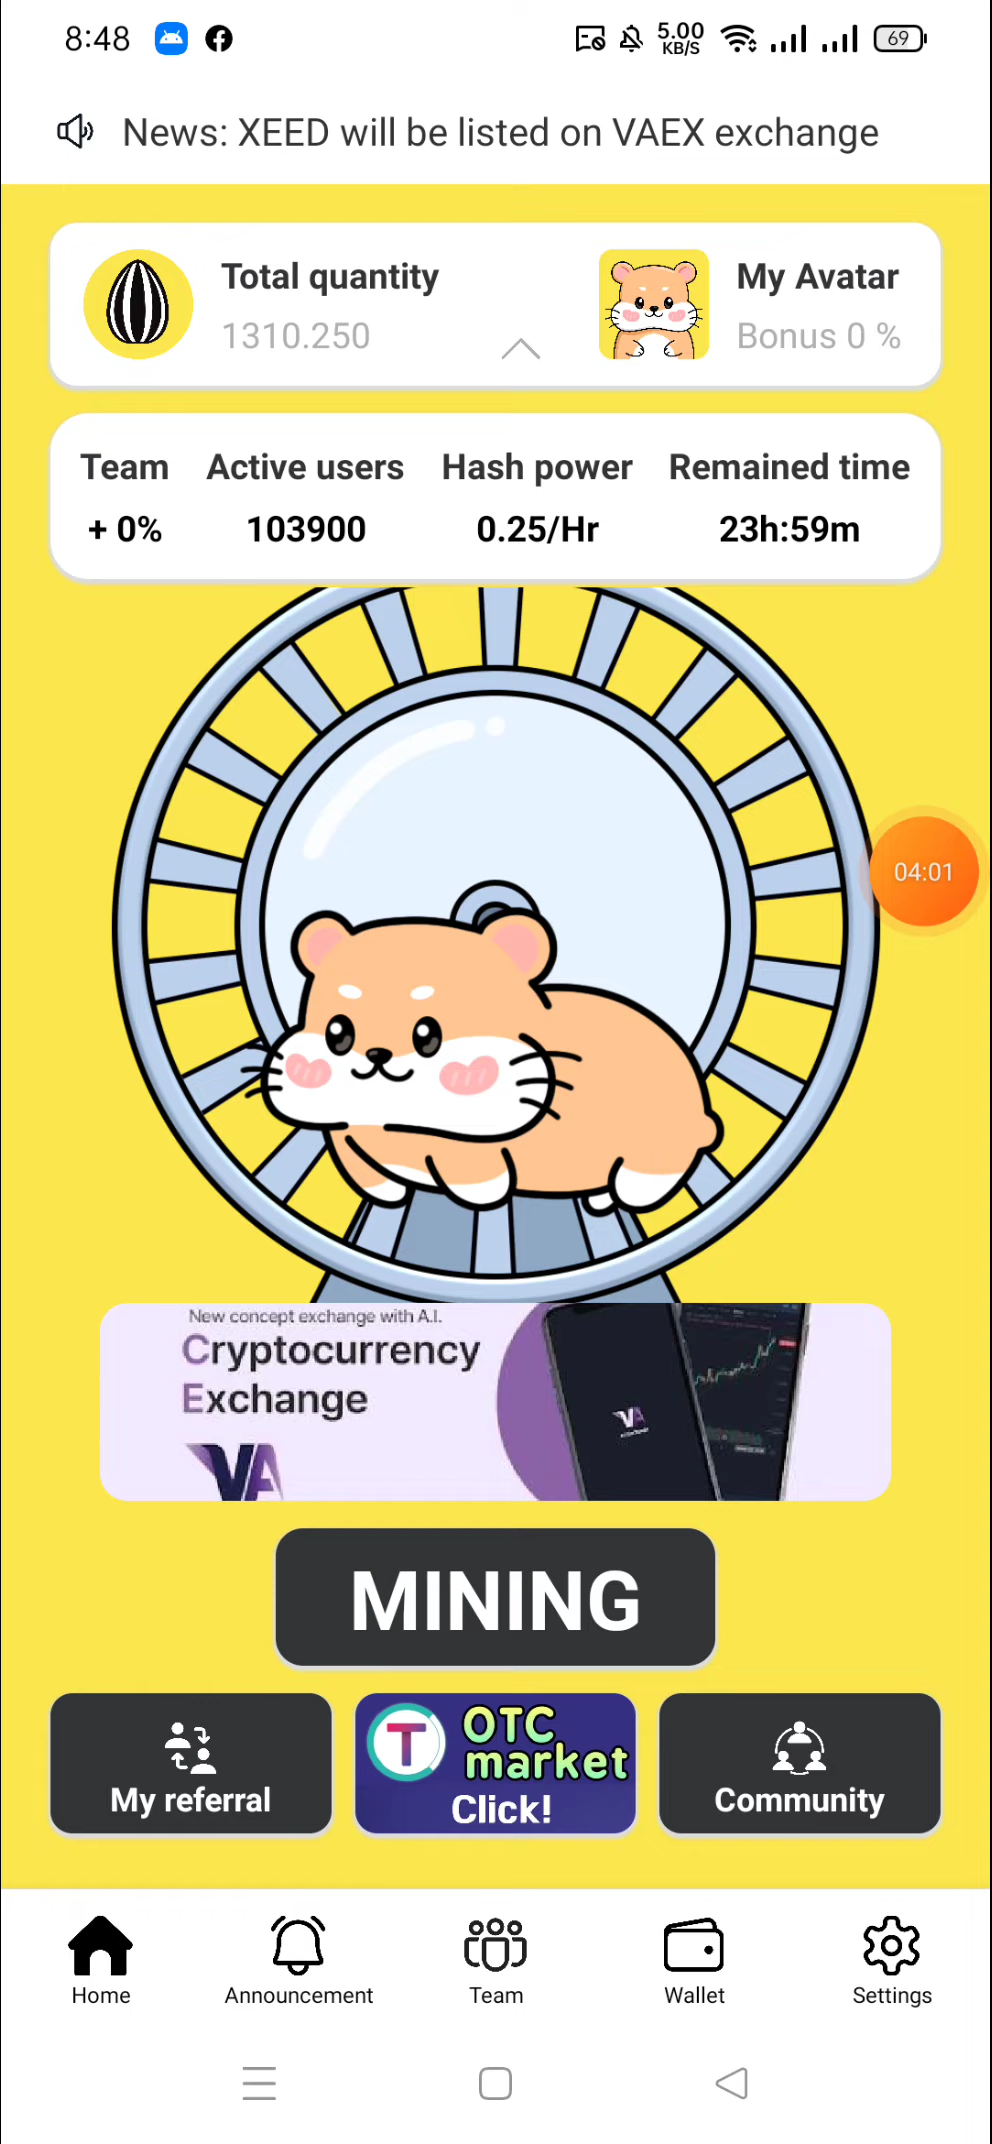 8:48
5.00
KB/S
69
News: XEED will be listed on VAEX exchange
Total quantity
1310.250
My Avatar
Bonus 0 %
Team
Active users
Hash power
Remained time
+ 0%
103900
0.25/Hr
23h:59m
04:01
New concept exchange with A.I.
Cryptocurrency
Exchange
VA
VA
MINING
My referral
T
OTC
market
Click!
Community
Home
Announcement
Team
Wallet
Settings